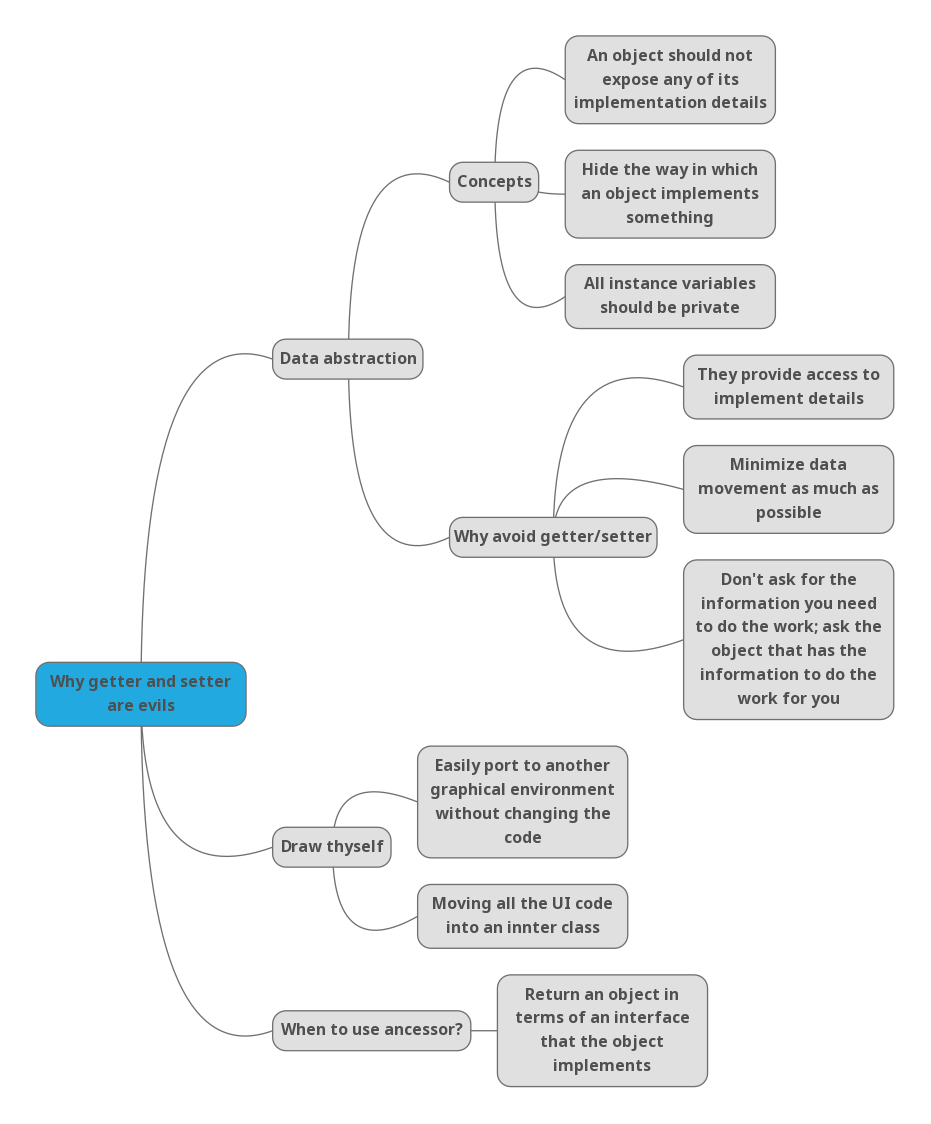 An object should not
expose any of its
implementation details
Concepts
Hide the way in which
an object implements
something
All instance variables
should be private
Data abstraction
They provide access to
implement details
Minimize data
movement as much as
possible
Why avoid getter/setter
Don't ask for the
information you need
to do the work; ask the
object that has the
information to do the
work for you
Why getter and setter
are evils
Easily port to another
graphical environment
without changing the
code
Draw thyself
Moving all the UI code
into an innter class
When to use ancessor?
Return an object in
terms of an interface
that the object
implements